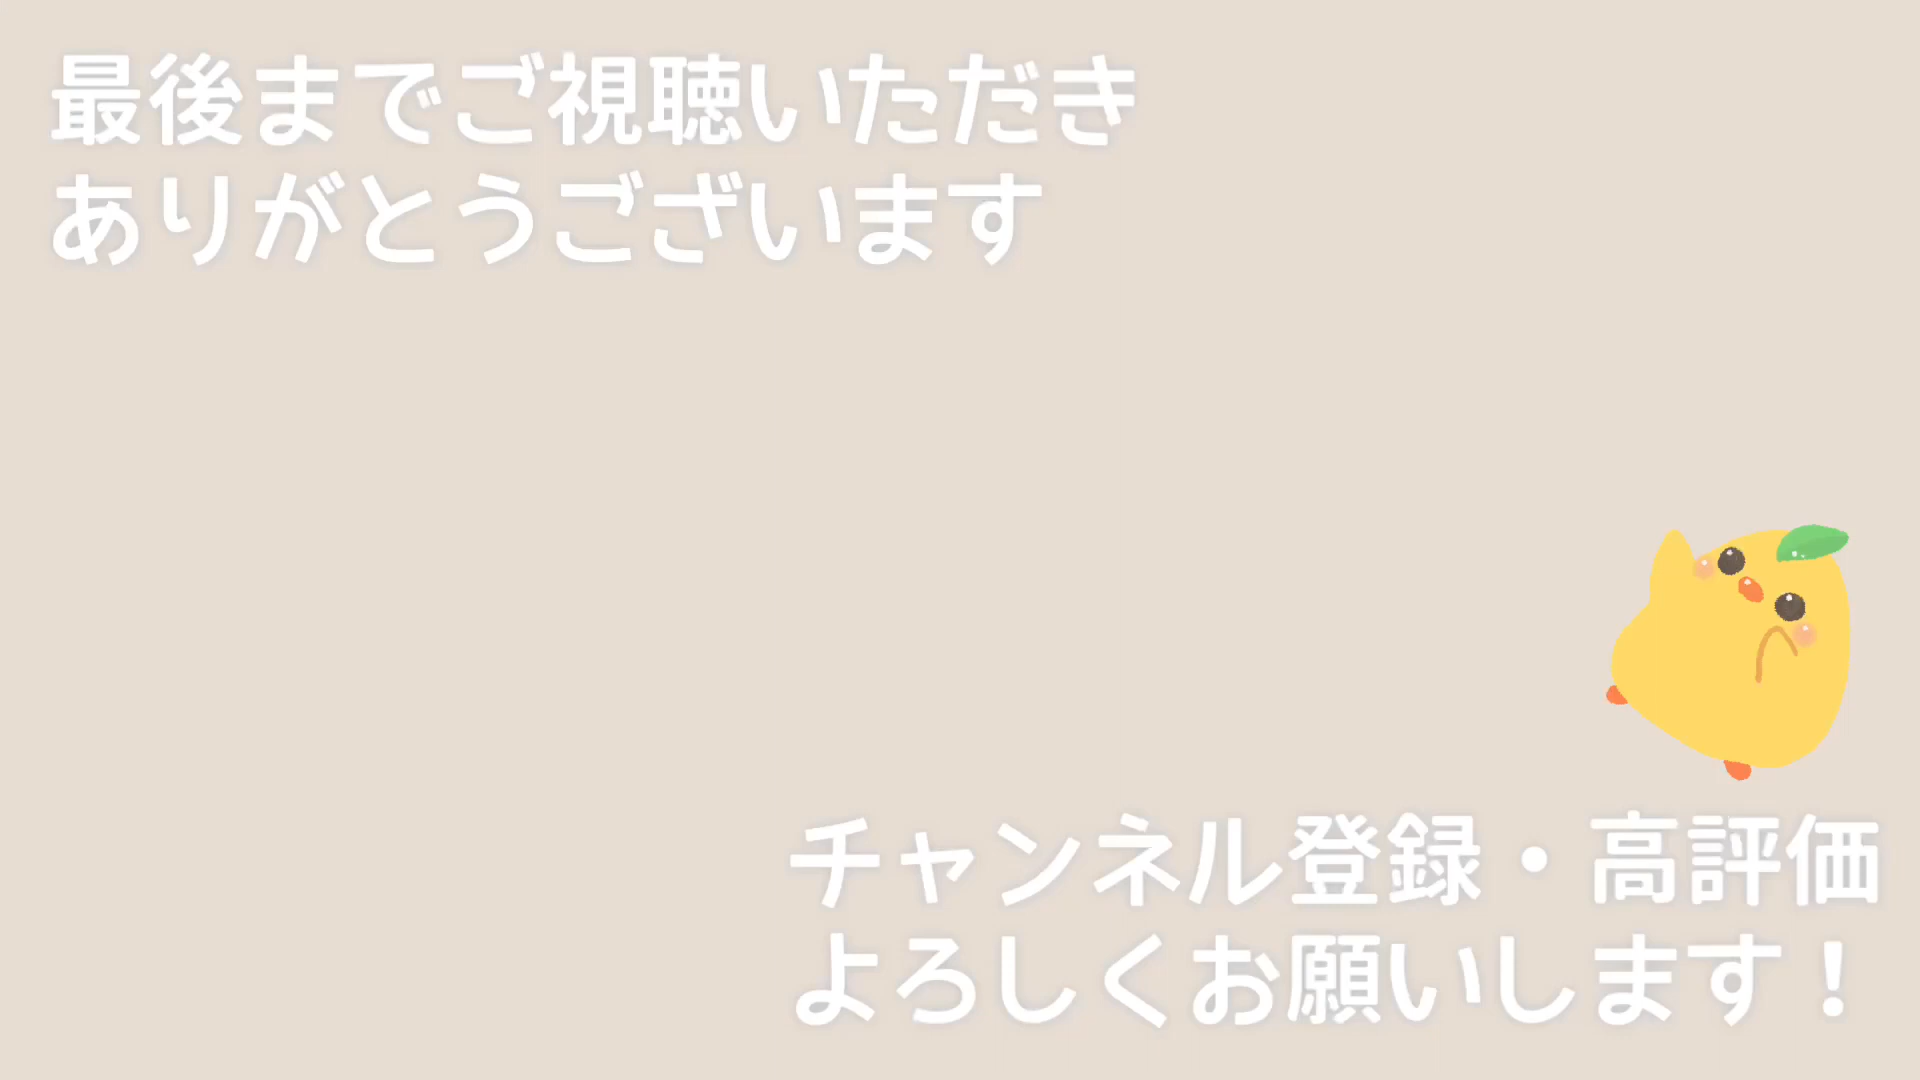 最後までご視聴いただき
ありがとうございます
チャンネル登録・高評価
よろしくお願いします！